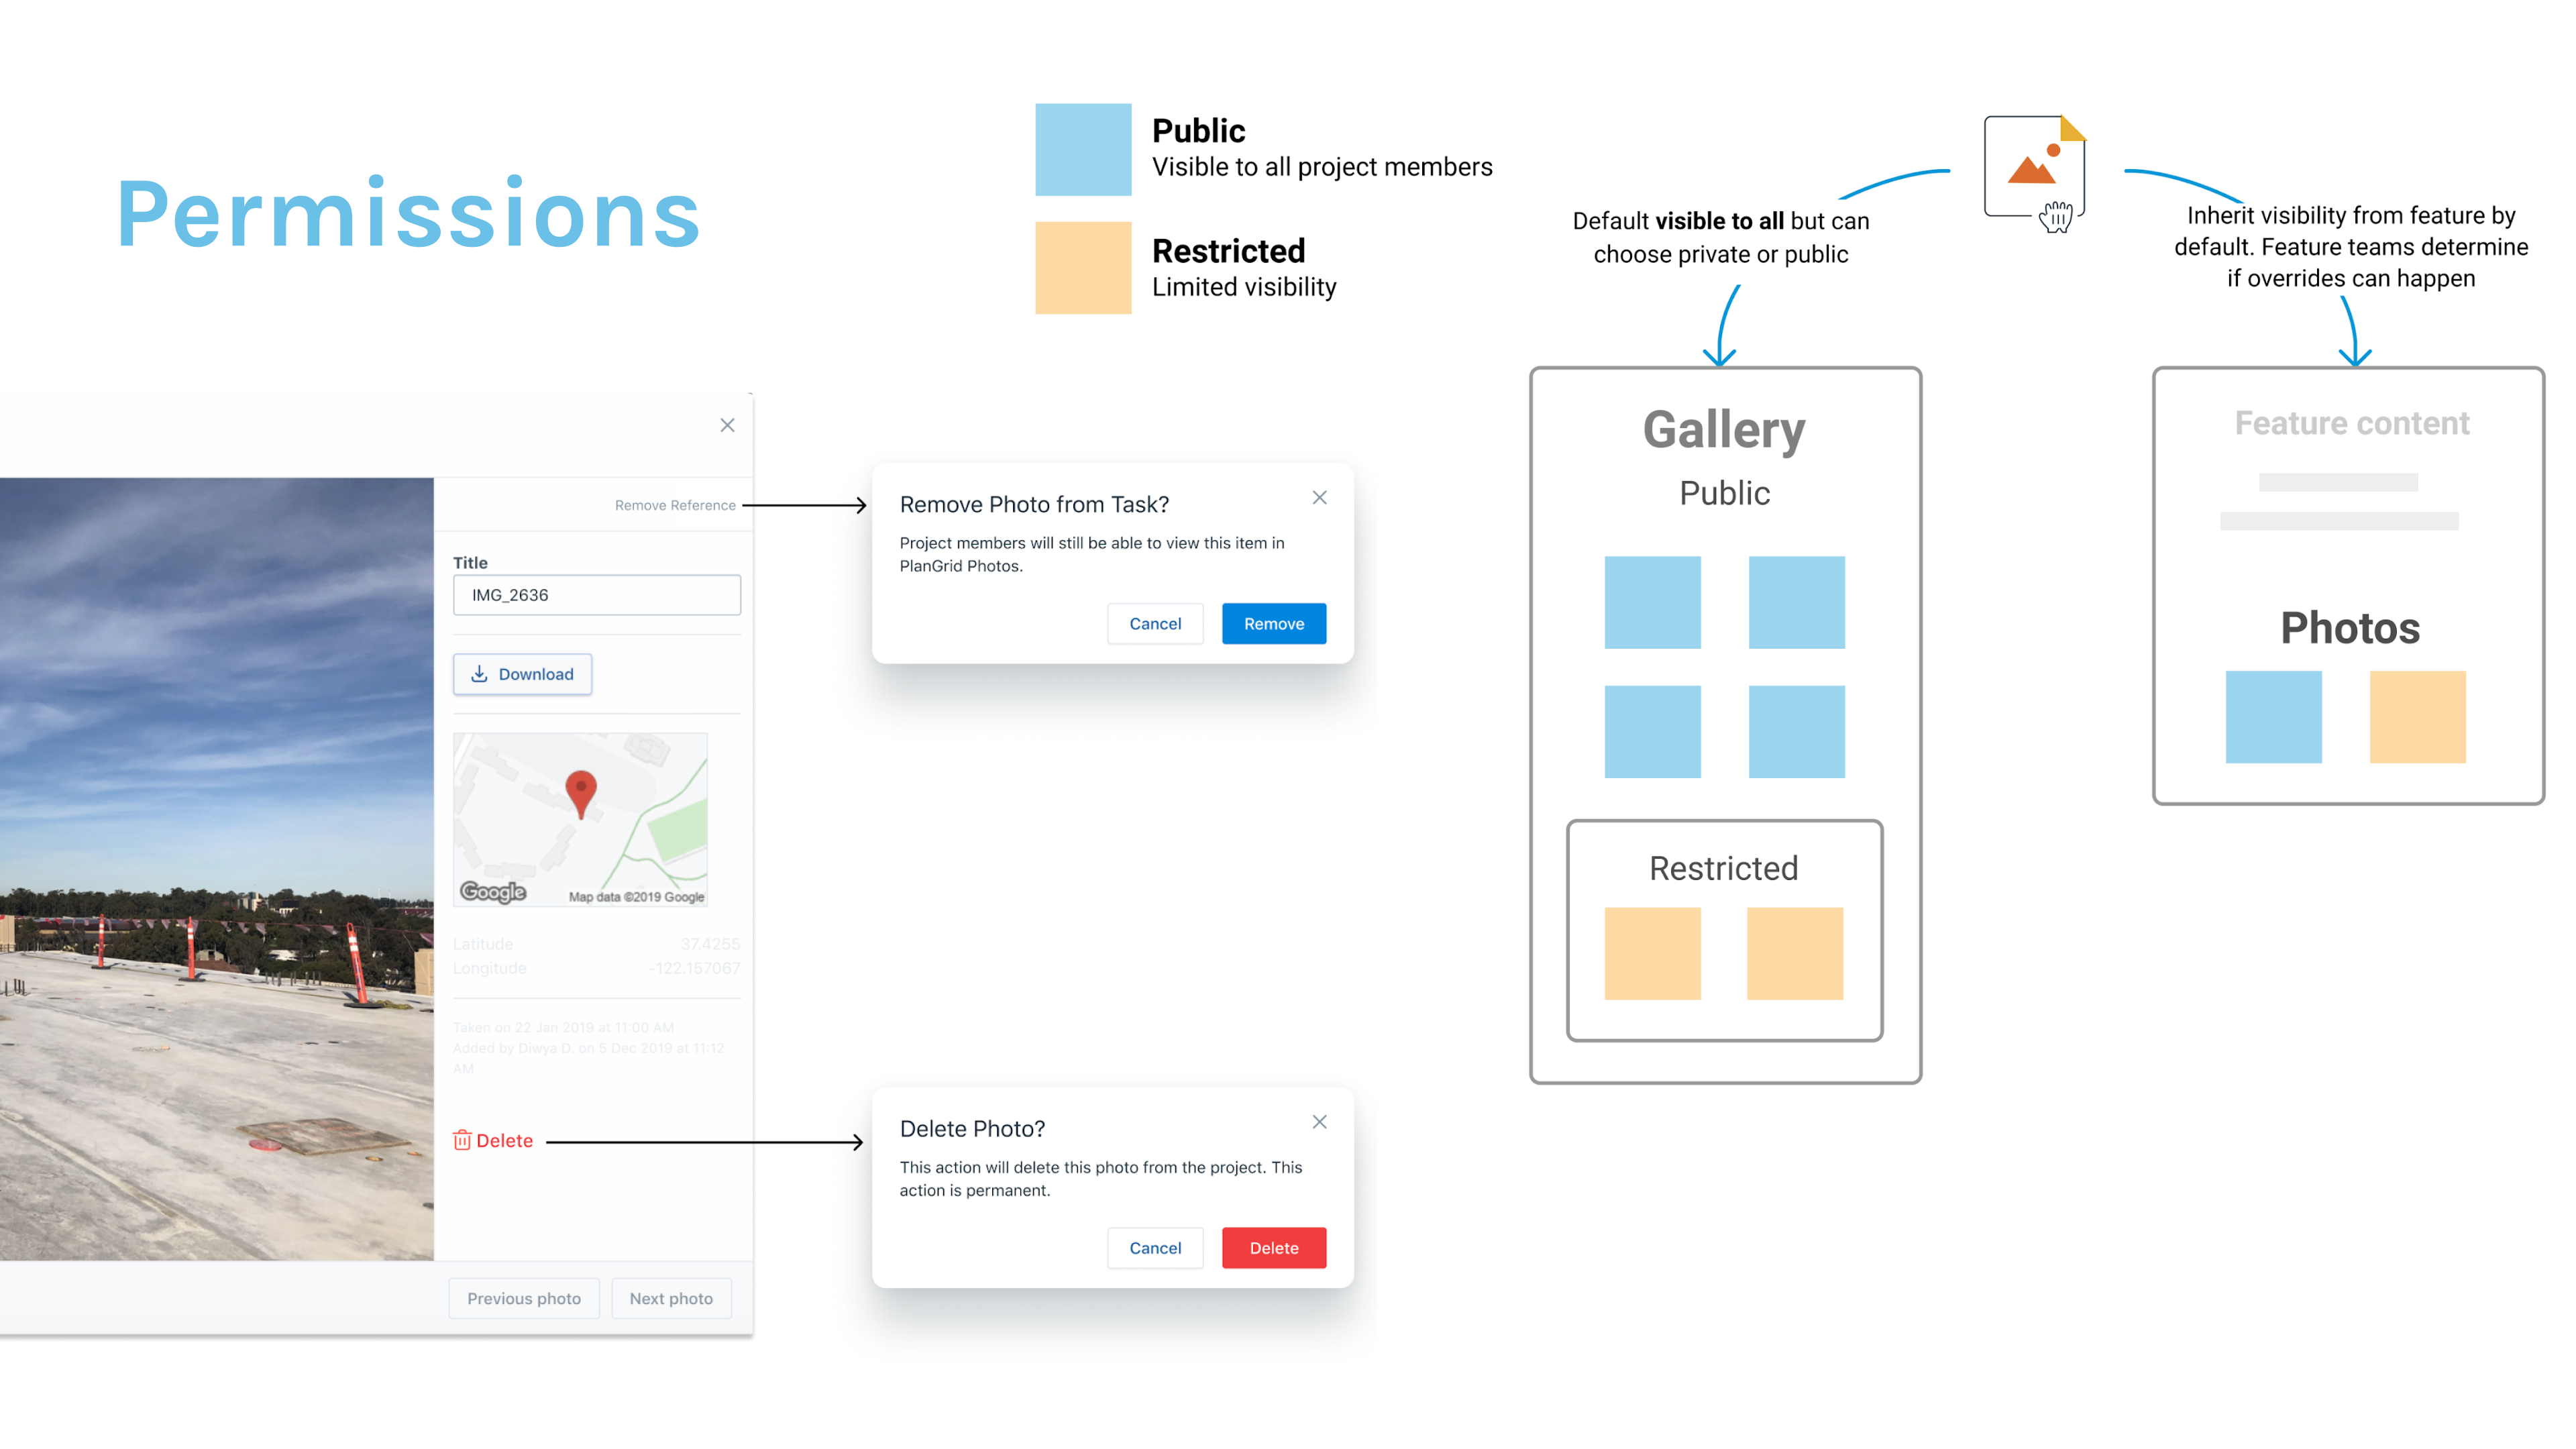 Permissions
Public
Visible to all project members
Restricted
Limited visibility
Default visible to all but can
choose private or public
Inherit visibility from feature by
default. Feature teams determine
if overrides can happen
Remove Reference
Title
IMG_2636
Download
Google
Map data ©2019 Google
Latitude 37.4255
Longitude -122.157067
Taken on 22 Jan 2019 at 11:00 AM
Added by Diwya D. on 5 Dec 2019 at 11:12
AM
Delete
Previous photo
Next photo
Remove Photo from Task?
Project members will still be able to view this item in
PlanGrid Photos.
Cancel
Remove
Delete Photo?
This action will delete this photo from the project. This
action is permanent.
Cancel
Delete
Gallery
Public
Restricted
Feature content
Photos